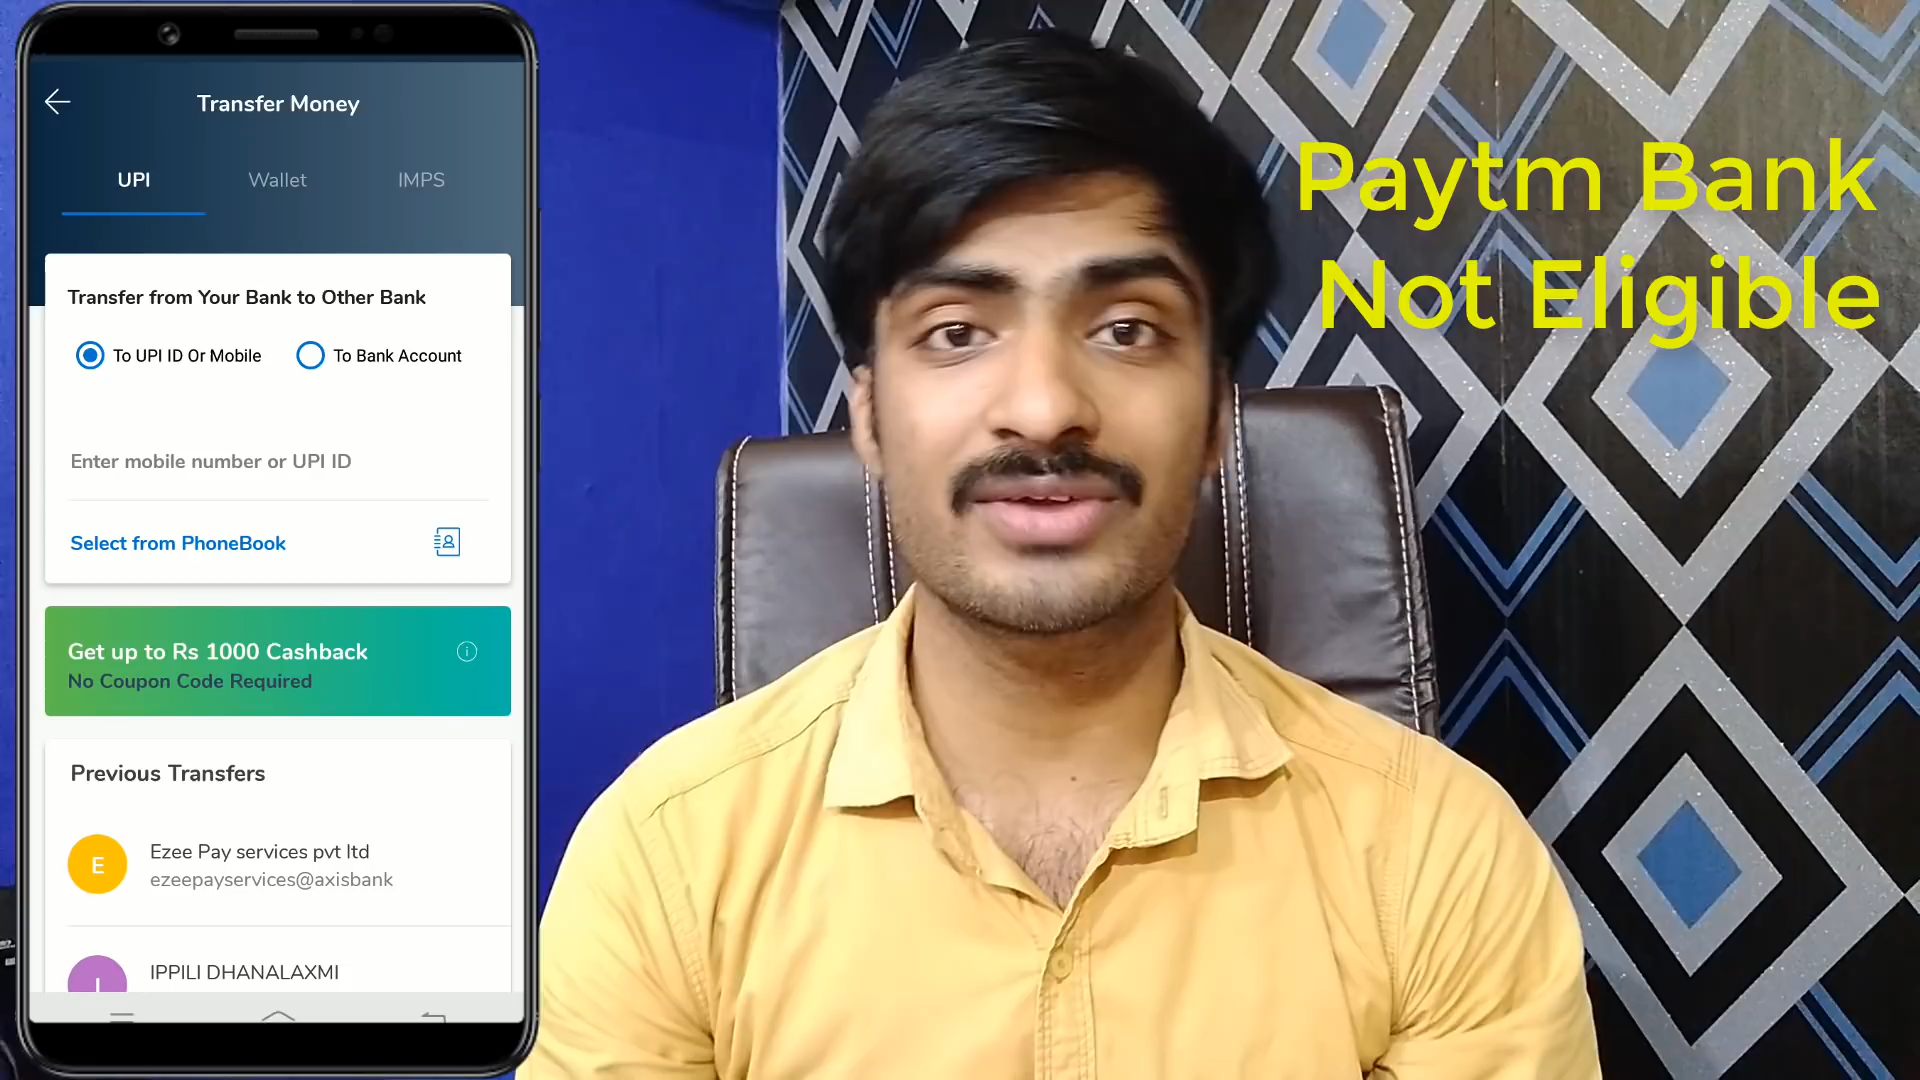 Transfer Money
UPI Wallet IMPS
Transfer from Your Bank to Other Bank
To UPI ID Or Mobile To Bank Account
Enter mobile number or UPI ID
Select from PhoneBook
Get up to Rs 1000 Cashback
No Coupon Code Required
Previous Transfers
E
Ezee Pay services pvt ltd
ezeepayservices@axisbank
I
IPPILI DHANALAXMI
Paytm Bank
Not Eligible